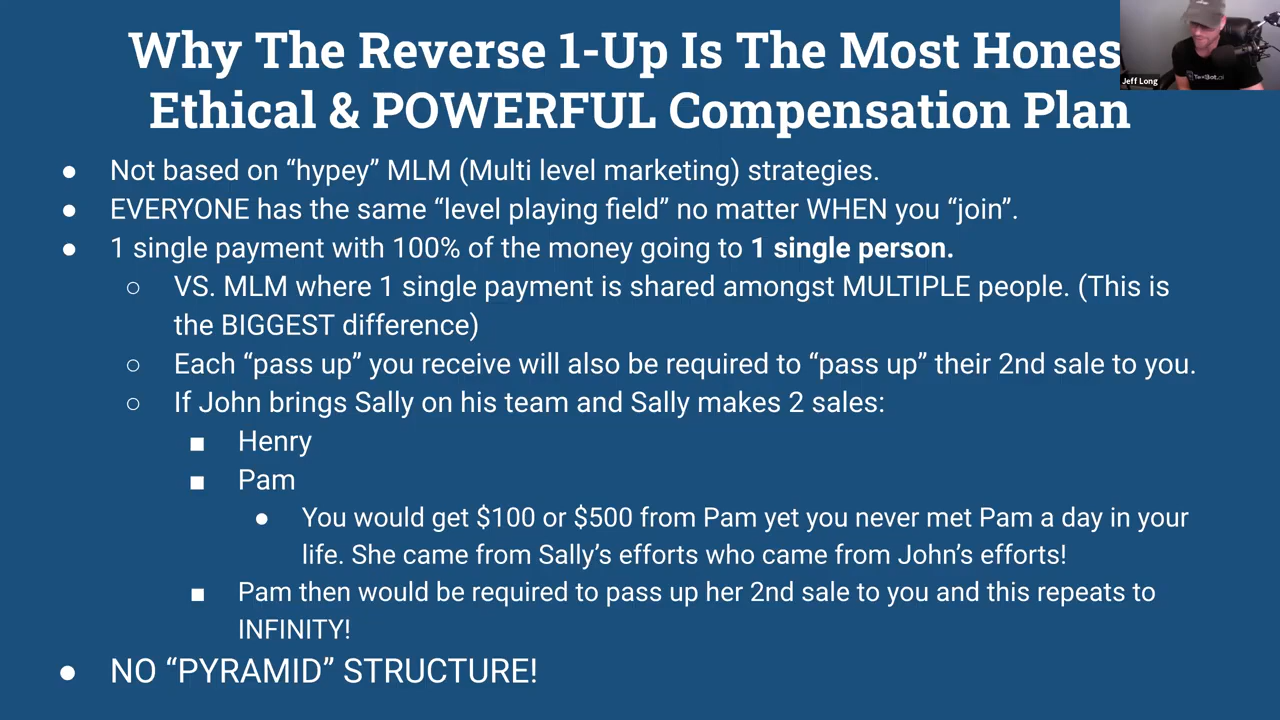 Why The Reverse 1-Up Is The Most Hones
Ethical & POWERFUL Compensation Plan
Jeff Long
● Not based on “hypey” MLM (Multi level marketing) strategies.
● EVERYONE has the same “level playing field” no matter WHEN you “join”.
● 1 single payment with 100% of the money going to 1 single person.
○ VS. MLM where 1 single payment is shared amongst MULTIPLE people. (This is
the BIGGEST difference)
○ Each “pass up” you receive will also be required to “pass up” their 2nd sale to you.
○ If John brings Sally on his team and Sally makes 2 sales:
■ Henry
■ Pam
● You would get $100 or $500 from Pam yet you never met Pam a day in your
life. She came from Sally’s efforts who came from John’s efforts!
■ Pam then would be required to pass up her 2nd sale to you and this repeats to
INFINITY!
● NO “PYRAMID” STRUCTURE!